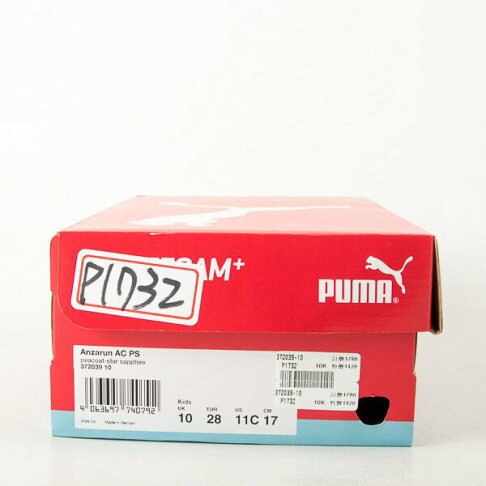 P1732
OAM+
PUMA®
Anzarun AC PS
peacoat-star sapphire
372039 10
4 063697 740792
Made in Vietnam
Kids
UK EUR US CM
10 28 11C 17
372039-10
P1732 10K
372039-10
P1732 10K